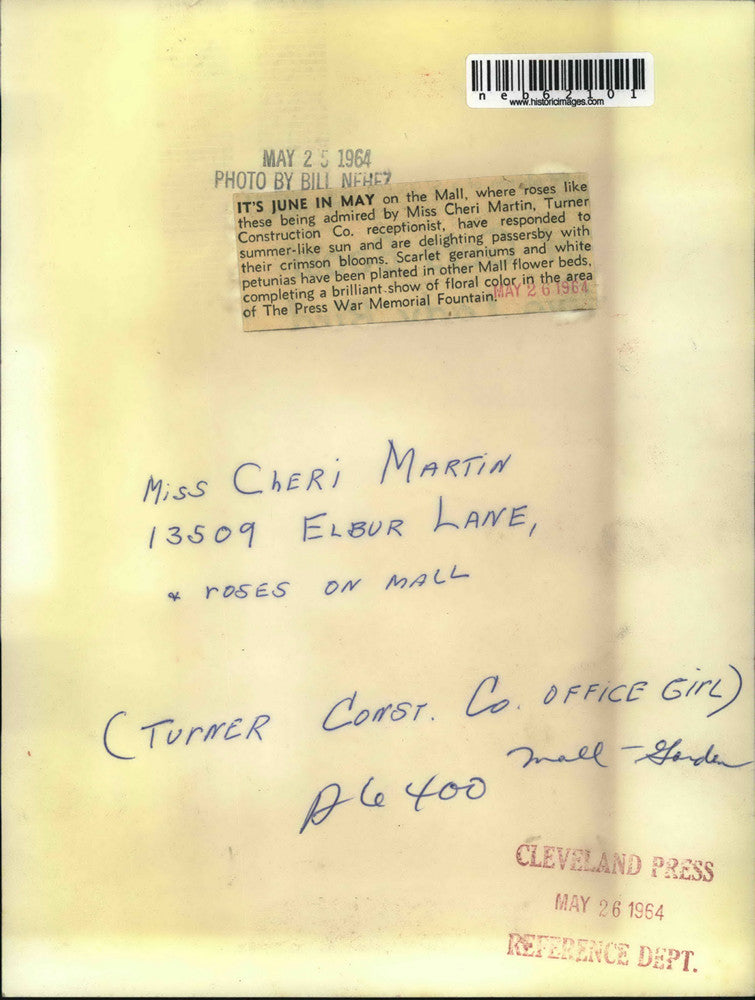 neb62101
www.historicimages.com
MAY 25 1964
PHOTO BY BILL NEHEZ
IT'S JUNE IN MAY on the Mall, where roses like
these being admired by Miss Cheri Martin, Turner
Construction Co. receptionist, have responded to
summer-like sun and are delighting passersby with
their crimson blooms. Scarlet geraniums and white
petunias have been planted in other Mall flower beds,
completing a brilliant show of floral color in the area
of The Press War Memorial Fountain.
MAY 26 1964
Miss CHERi MARTiN
13509 ELBUR LANE,
& rOSES ON MALL
(TUrNER CONST. Co. OFFiCE GirL)
Mall - Garden
400
CLEVELAND PRESS
MAY 26 1964
REFERENCE DEPT.